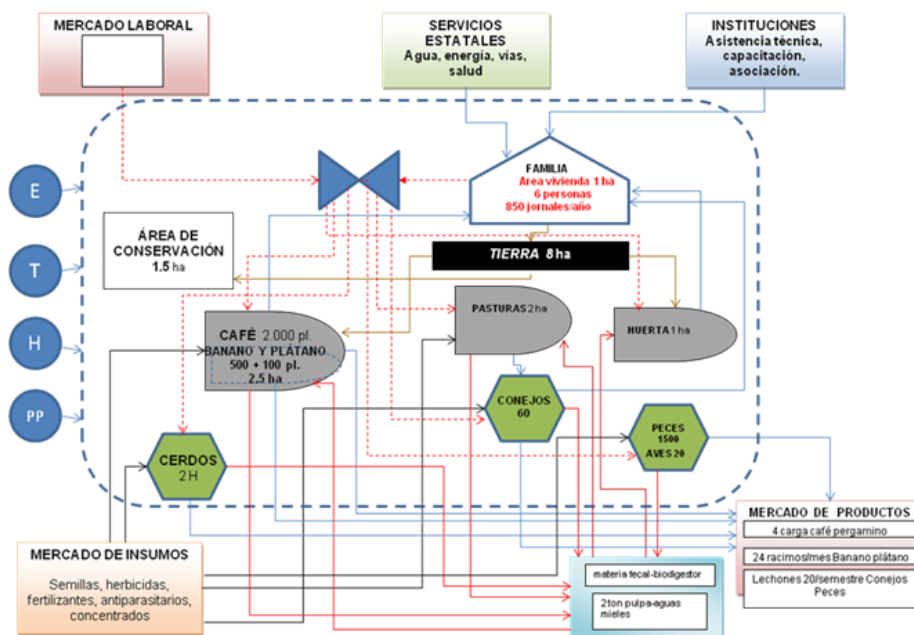 MERCADO LABORAL
SERVICIOS
ESTATALES
Agua, energía, vías,
salud
INSTITUCIONES
Asistencia técnica,
capacitación,
asociación.
E
T
H
PP
FAMILIA
Area vivienda 1 ha
6 personas
850 jornales/año
ÁREA DE
CONSERVACIÓN
1.5 ha
TIERRA 8 ha
CAFÉ 2.000 pl.
BANANO Y PLÁTANO
500 + 100 pl.
2.5 ha
PASTURAS 2 ha
HUERTA 1 ha
CONEJOS
60
PECES
1500
AVES 20
CERDOS
2 H
MERCADO DE INSUMOS
Semillas, herbicidas,
fertilizantes, antiparasitarios,
concentrados
materia fecal-biodigestor
2 ton pulpa-aguas
mieles
MERCADO DE PRODUCTOS
4 carga café pergamino
24 racimos/mes Banano plátano
Lechones 20/semestre Conejos
Peces